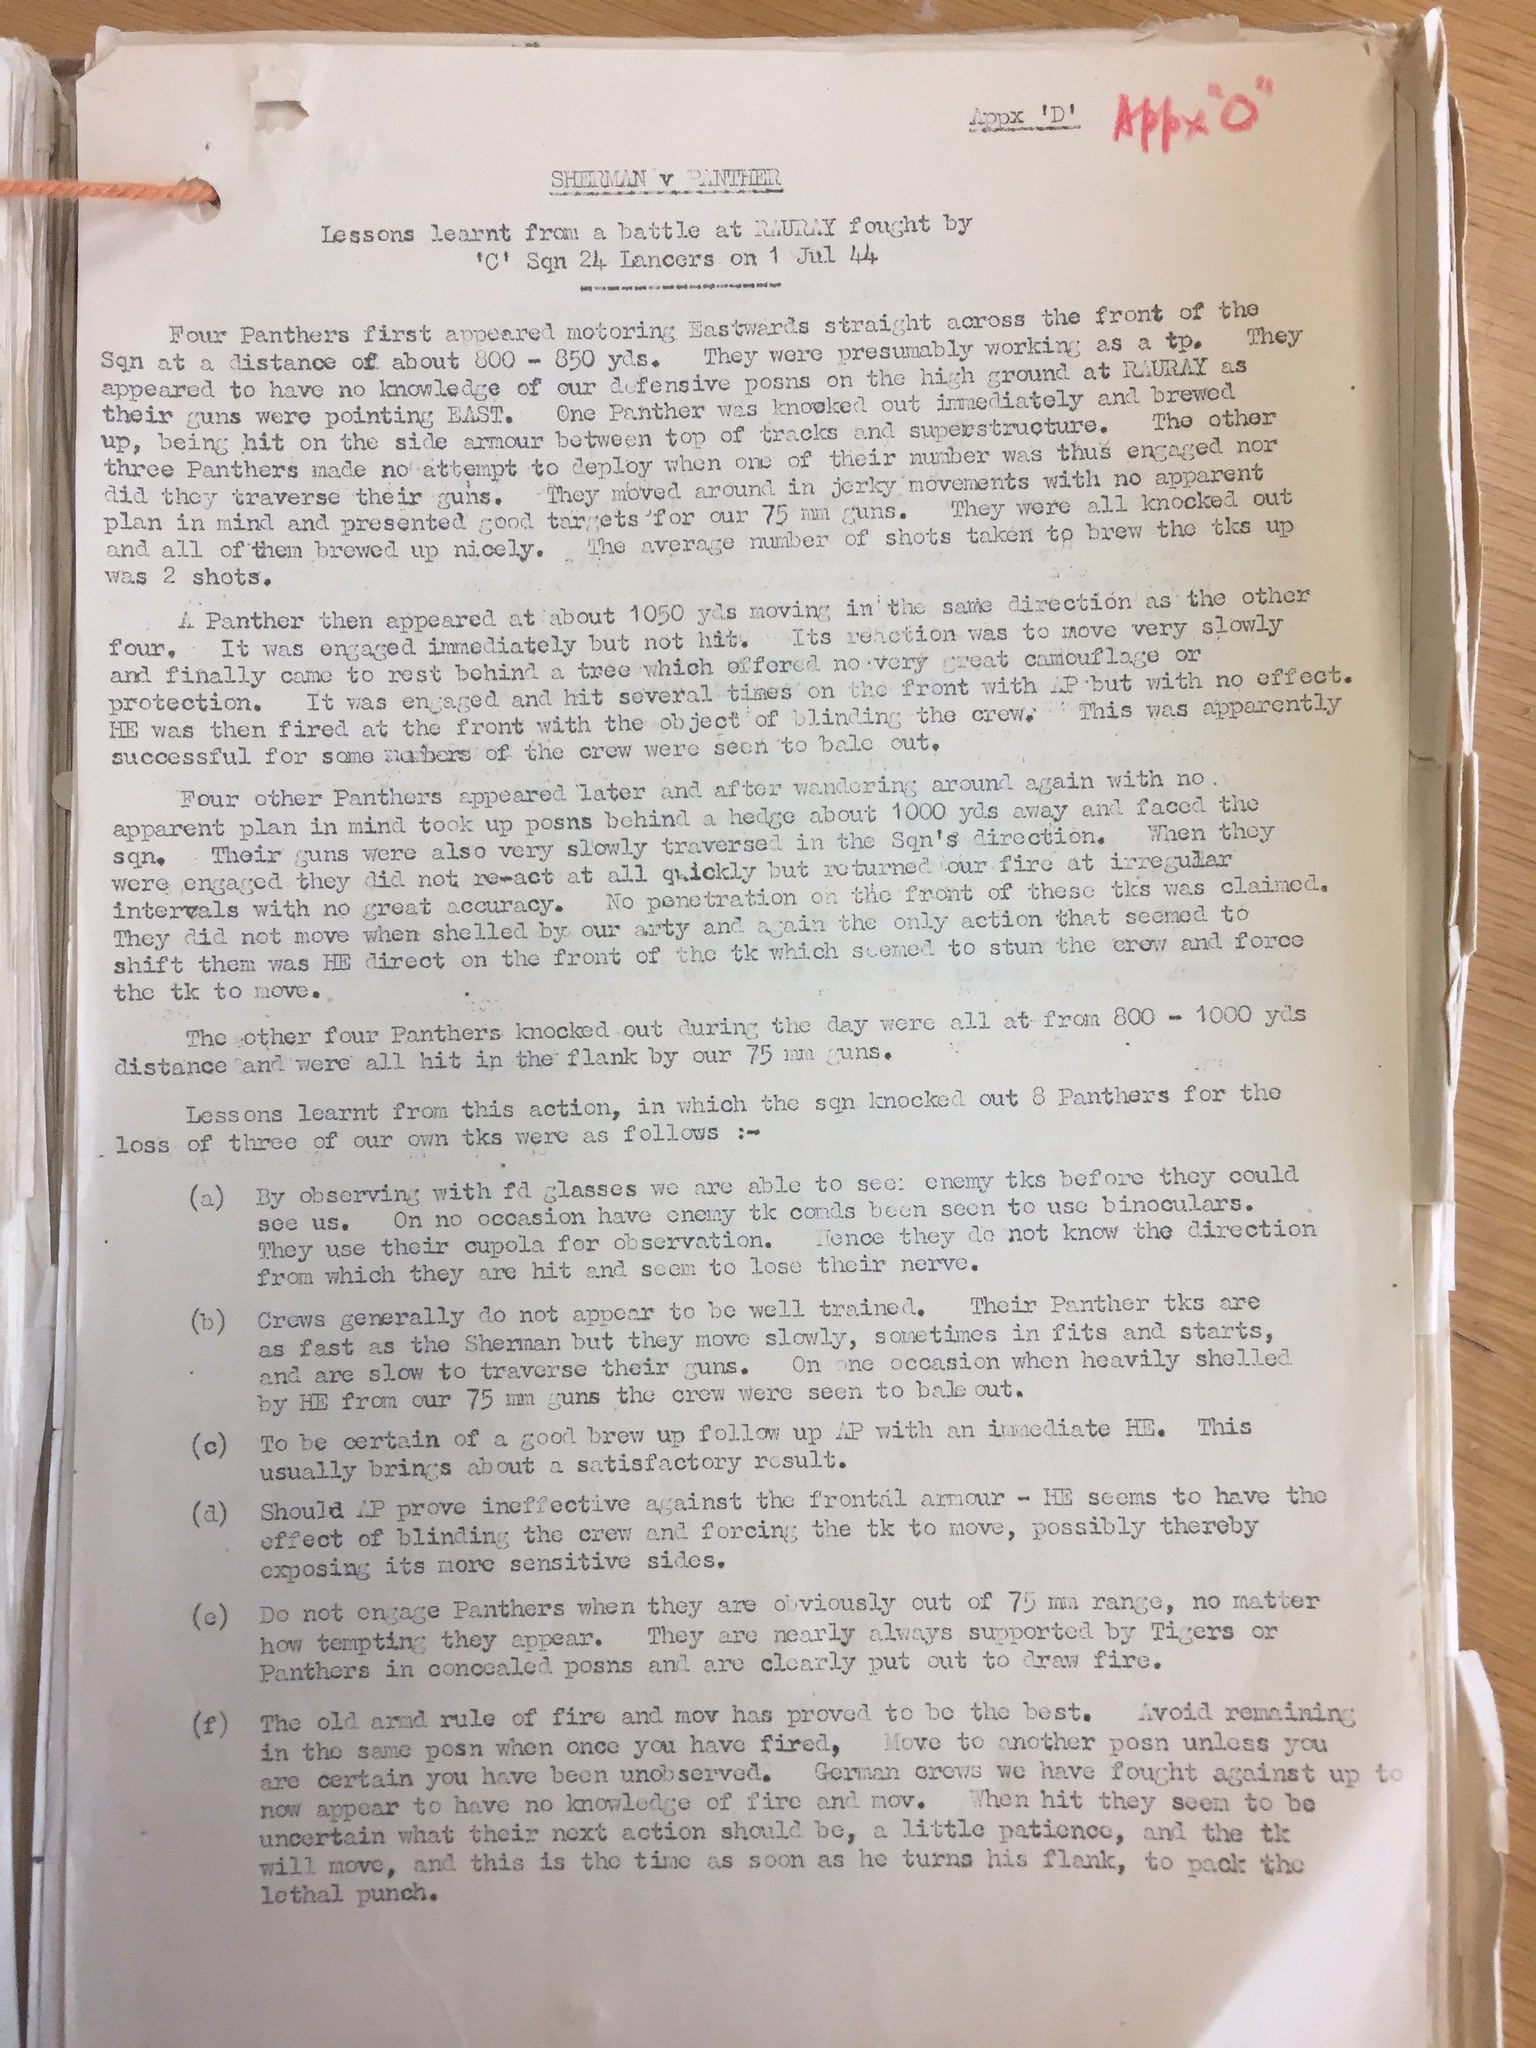 Appx 'D' Appx "O"
SHERMAN v PANTHER
Lessons learnt from a battle at RAURAY fought by
'C' Sqn 24 Lancers on 1 Jul 44
Four Panthers first appeared motoring Eastwards straight across the front of the
Sqn at a distance of about 800 - 850 yds. They were presumably working as a tp. They
appeared to have no knowledge of our defensive posns on the high ground at RAURAY as
their guns were pointing EAST. One Panther was knocked out immediately and brewed
up, being hit on the side armour between top of tracks and superstructure. The other
three Panthers made no attempt to deploy when one of their number was thus engaged nor
did they traverse their guns. They moved around in jerky movements with no apparent
plan in mind and presented good targets for our 75 mm guns. They were all knocked out
and all of them brewed up nicely. The average number of shots taken to brew the tks up
was 2 shots.
A Panther then appeared at about 1050 yds moving in the same direction as the other
four. It was engaged immediately but not hit. Its reaction was to move very slowly
and finally came to rest behind a tree which offered no very great camouflage or
protection. It was engaged and hit several times on the front with AP but with no effect.
HE was then fired at the front with the object of blinding the crew. This was apparently
successful for some members of the crew were seen to bale out.
Four other Panthers appeared later and after wandering around again with no
apparent plan in mind took up posns behind a hedge about 1000 yds away and faced the
sqn. Their guns were also very slowly traversed in the Sqn's direction. When they
were engaged they did not re-act at all quickly but returned our fire at irregular
intervals with no great accuracy. No penetration on the front of these tks was claimed.
They did not move when shelled by our arty and again the only action that seemed to
shift them was HE direct on the front of the tk which seemed to stun the crew and force
the tk to move.
The other four Panthers knocked out during the day were all at from 800 - 1000 yds
distance and were all hit in the flank by our 75 mm guns.
Lessons learnt from this action, in which the sqn knocked out 8 Panthers for the
loss of three of our own tks were as follows :-
(a) By observing with fd glasses we are able to see: enemy tks before they could
see us. On no occasion have enemy tk comds been seen to use binoculars.
They use their cupola for observation. Hence they do not know the direction
from which they are hit and seem to lose their nerve.
(b) Crews generally do not appear to be well trained. Their Panther tks are
as fast as the Sherman but they move slowly, sometimes in fits and starts,
and are slow to traverse their guns. On one occasion when heavily shelled
by HE from our 75 mm guns the crew were seen to bale out.
(c) To be certain of a good brew up follow up AP with an immediate HE. This
usually brings about a satisfactory result.
(d) Should AP prove ineffective against the frontal armour - HE seems to have the
effect of blinding the crew and forcing the tk to move, possibly thereby
exposing its more sensitive sides.
(e) Do not engage Panthers when they are obviously out of 75 mm range, no matter
how tempting they appear. They are nearly always supported by Tigers or
Panthers in concealed posns and are clearly put out to draw fire.
(f) The old armd rule of fire and mov has proved to be the best. Avoid remaining
in the same posn when once you have fired, Move to another posn unless you
are certain you have been unobserved. German crews we have fought against up to
now appear to have no knowledge of fire and mov. When hit they seem to be
uncertain what their next action should be, a little patience, and the tk
will move, and this is the time as soon as he turns his flank, to pack the
lethal punch.